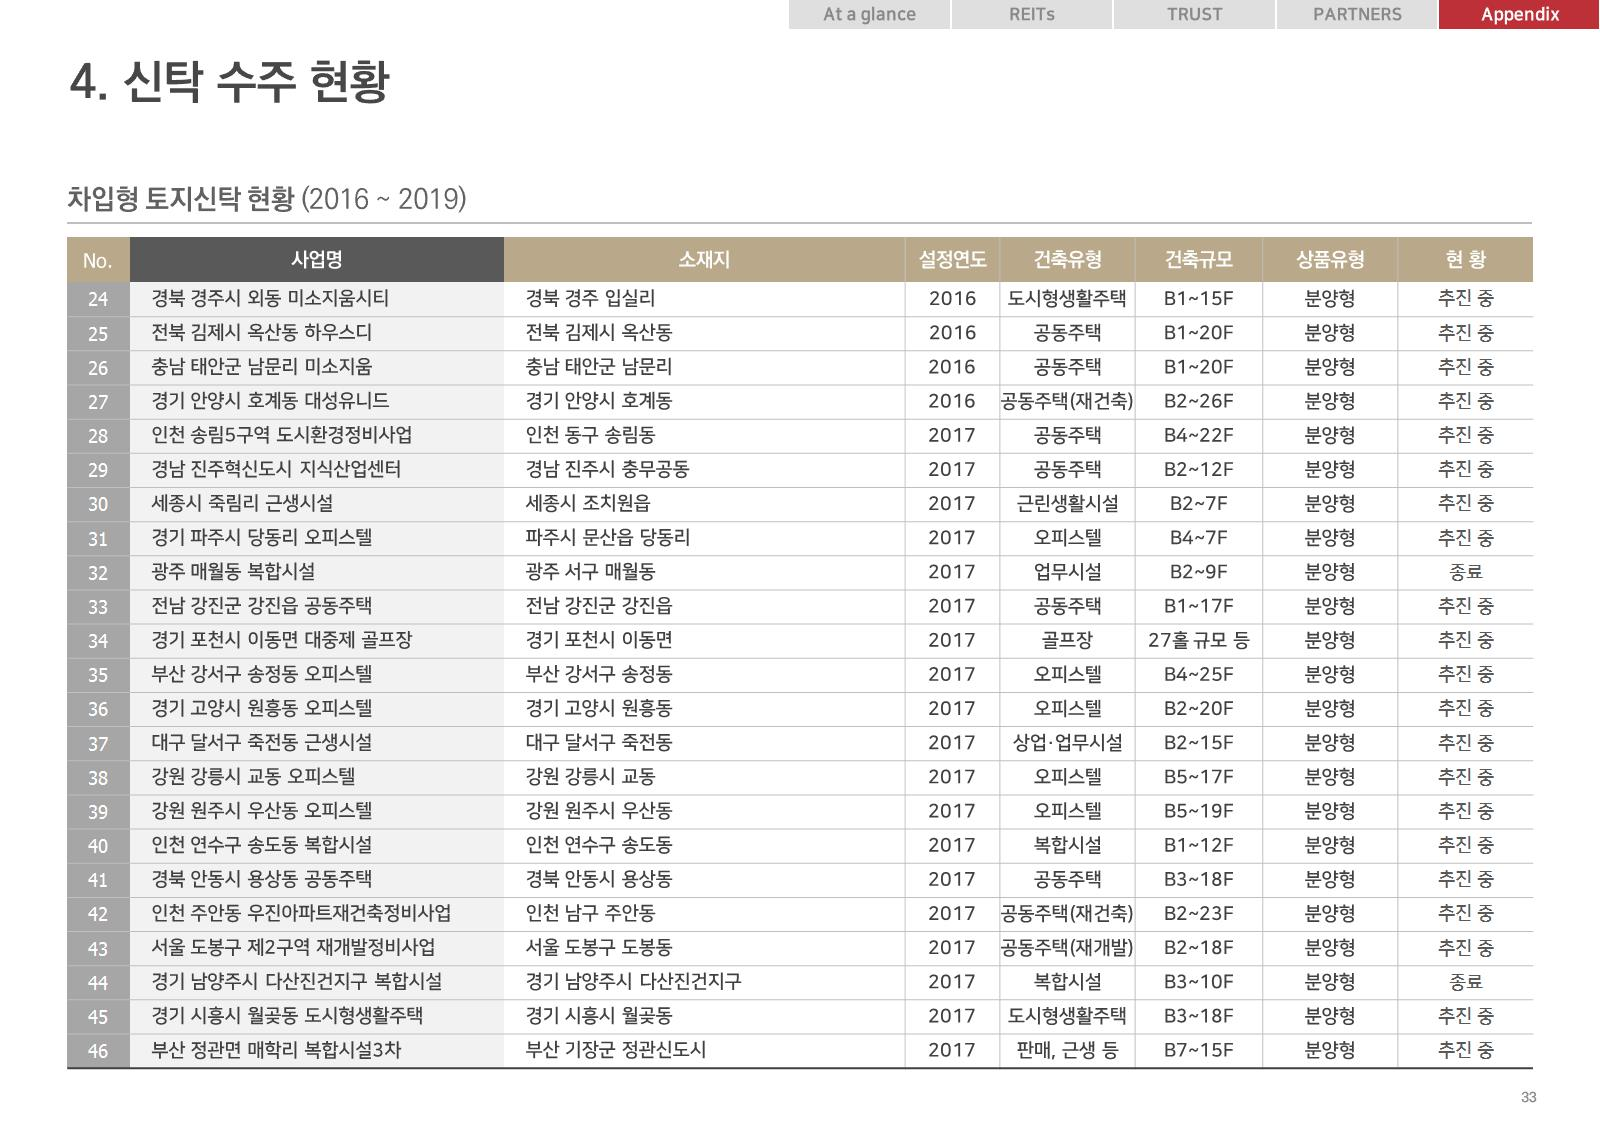 At a glance REITs TRUST PARTNERS Appendix
4. 신탁 수주 현황
차입형 토지신탁 현황 (2016 ~ 2019)
No. 사업명 소재지 설정연도 건축유형 건축규모 상품유형 현 황
24 경북 경주시 외동 미소지움시티 경북 경주 입실리 2016 도시형생활주택 B1~15F 분양형 추진 중
25 전북 김제시 옥산동 하우스디 전북 김제시 옥산동 2016 공동주택 B1~20F 분양형 추진 중
26 충남 태안군 남문리 미소지움 충남 태안군 남문리 2016 공동주택 B1~20F 분양형 추진 중
27 경기 안양시 호계동 대성유니드 경기 안양시 호계동 2016 공동주택(재건축) B2~26F 분양형 추진 중
28 인천 송림5구역 도시환경정비사업 인천 동구 송림동 2017 공동주택 B4~22F 분양형 추진 중
29 경남 진주혁신도시 지식산업센터 경남 진주시 충무공동 2017 공동주택 B2~12F 분양형 추진 중
30 세종시 죽림리 근생시설 세종시 조치원읍 2017 근린생활시설 B2~7F 분양형 추진 중
31 경기 파주시 당동리 오피스텔 파주시 문산읍 당동리 2017 오피스텔 B4~7F 분양형 추진 중
32 광주 매월동 복합시설 광주 서구 매월동 2017 업무시설 B2~9F 분양형 종료
33 전남 강진군 강진읍 공동주택 전남 강진군 강진읍 2017 공동주택 B1~17F 분양형 추진 중
34 경기 포천시 이동면 대중제 골프장 경기 포천시 이동면 2017 골프장 27홀 규모 등 분양형 추진 중
35 부산 강서구 송정동 오피스텔 부산 강서구 송정동 2017 오피스텔 B4~25F 분양형 추진 중
36 경기 고양시 원흥동 오피스텔 경기 고양시 원흥동 2017 오피스텔 B2~20F 분양형 추진 중
37 대구 달서구 죽전동 근생시설 대구 달서구 죽전동 2017 상업·업무시설 B2~15F 분양형 추진 중
38 강원 강릉시 교동 오피스텔 강원 강릉시 교동 2017 오피스텔 B5~17F 분양형 추진 중
39 강원 원주시 우산동 오피스텔 강원 원주시 우산동 2017 오피스텔 B5~19F 분양형 추진 중
40 인천 연수구 송도동 복합시설 인천 연수구 송도동 2017 복합시설 B1~12F 분양형 추진 중
41 경북 안동시 용상동 공동주택 경북 안동시 용상동 2017 공동주택 B3~18F 분양형 추진 중
42 인천 주안동 우진아파트재건축정비사업 인천 남구 주안동 2017 공동주택(재건축) B2~23F 분양형 추진 중
43 서울 도봉구 제2구역 재개발정비사업 서울 도봉구 도봉동 2017 공동주택(재개발) B2~18F 분양형 추진 중
44 경기 남양주시 다산진건지구 복합시설 경기 남양주시 다산진건지구 2017 복합시설 B3~10F 분양형 종료
45 경기 시흥시 월곶동 도시형생활주택 경기 시흥시 월곶동 2017 도시형생활주택 B3~18F 분양형 추진 중
46 부산 정관면 매학리 복합시설3차 부산 기장군 정관신도시 2017 판매, 근생 등 B7~15F 분양형 추진 중
33